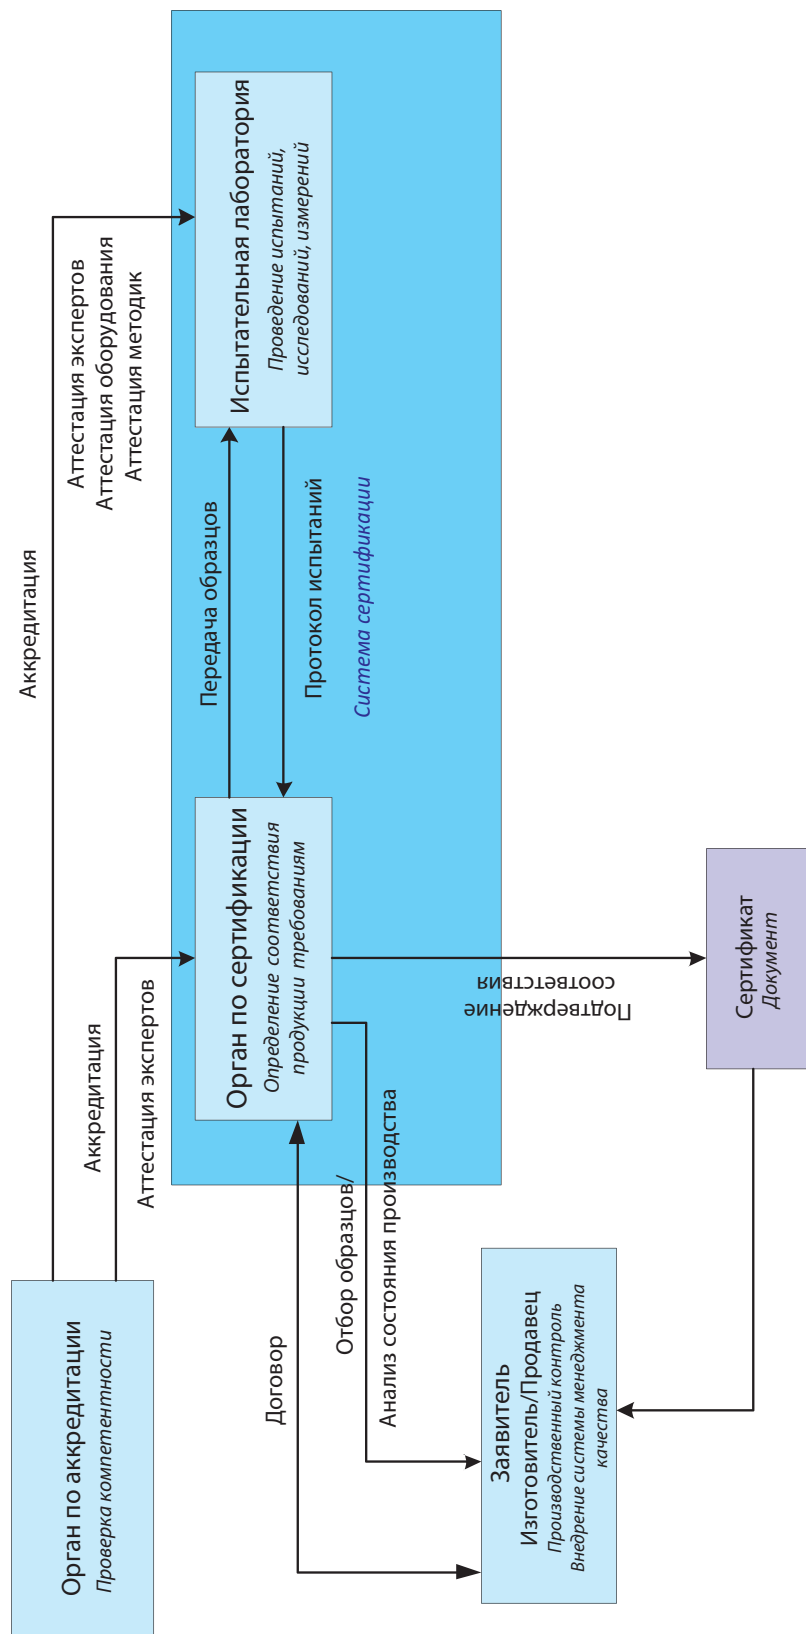 Орган по аккредитации
Проверка компетентности
Аккредитация
Аттестация экспертов
Аккредитация
Аттестация экспертов
Аттестация оборудования
Аттестация методик
Орган по сертификации
Определение соответствия
продукции требованиям
Передача образцов
Протокол испытаний
Система сертификации
Испытательная лаборатория
Проведение испытаний,
исследований, измерений
Договор
Отбор образцов/
Анализ состояния производства
Подтверждение
соответствия
Заявитель
Изготовитель/Продавец
Производственный контроль
Внедрение системы менеджмента
качества
Сертификат
Документ